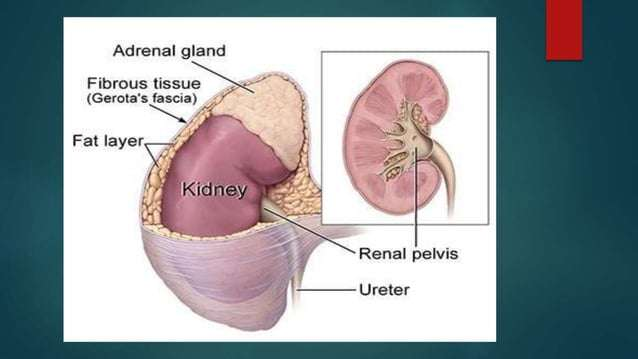 Adrenal gland
Fibrous tissue
(Gerota's fascia)
Fat layer
Kidney
Renal pelvis
Ureter